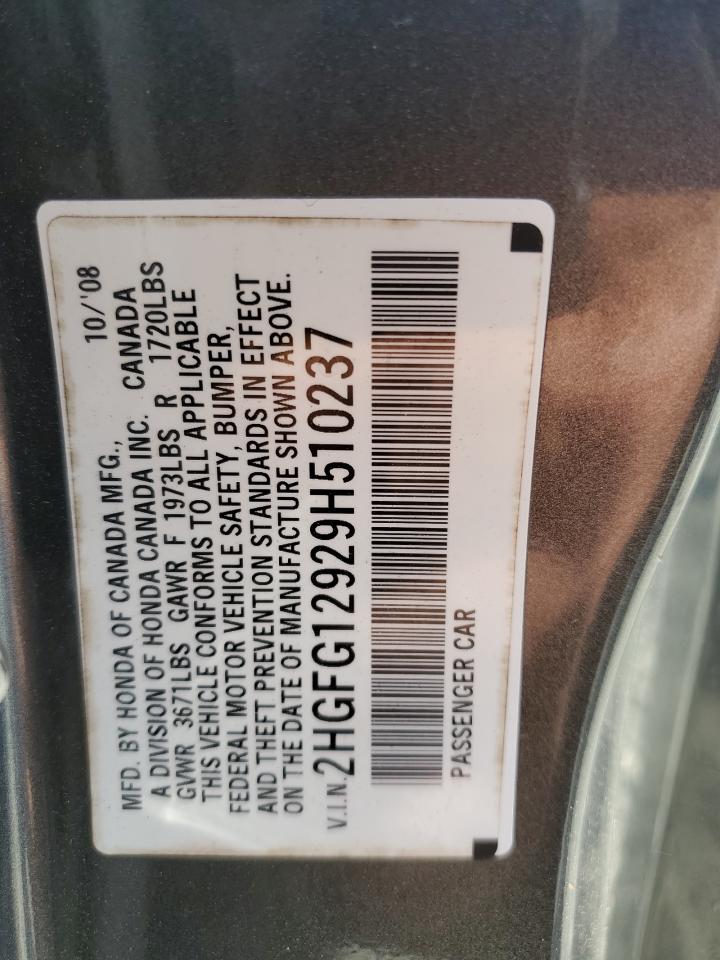 MFD. BY HONDA OF CANADA MFG., 10/'08
A DIVISION OF HONDA CANADA INC. CANADA
GVWR 3671LBS GAWR F 1973LBS R 1720LBS
THIS VEHICLE CONFORMS TO ALL APPLICABLE
FEDERAL MOTOR VEHICLE SAFETY, BUMPER,
AND THEFT PREVENTION STANDARDS IN EFFECT
ON THE DATE OF MANUFACTURE SHOWN ABOVE.
V.I.N. 2HGFG12929H510237
PASSENGER CAR